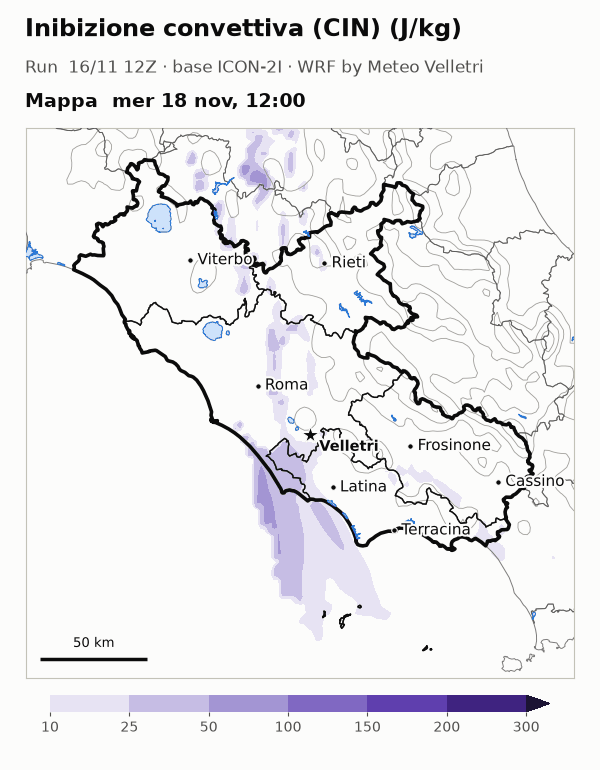 Inibizione convettiva (CIN) (J/kg)
Run 16/11 12Z · base ICON-2I · WRF by Meteo Velletri
Mappa mer 18 nov, 12:00
Viterbo
Rieti
Roma
Velletri
Frosinone
Latina
Cassino
Terracina
50 km
10 25 50 100 150 200 300